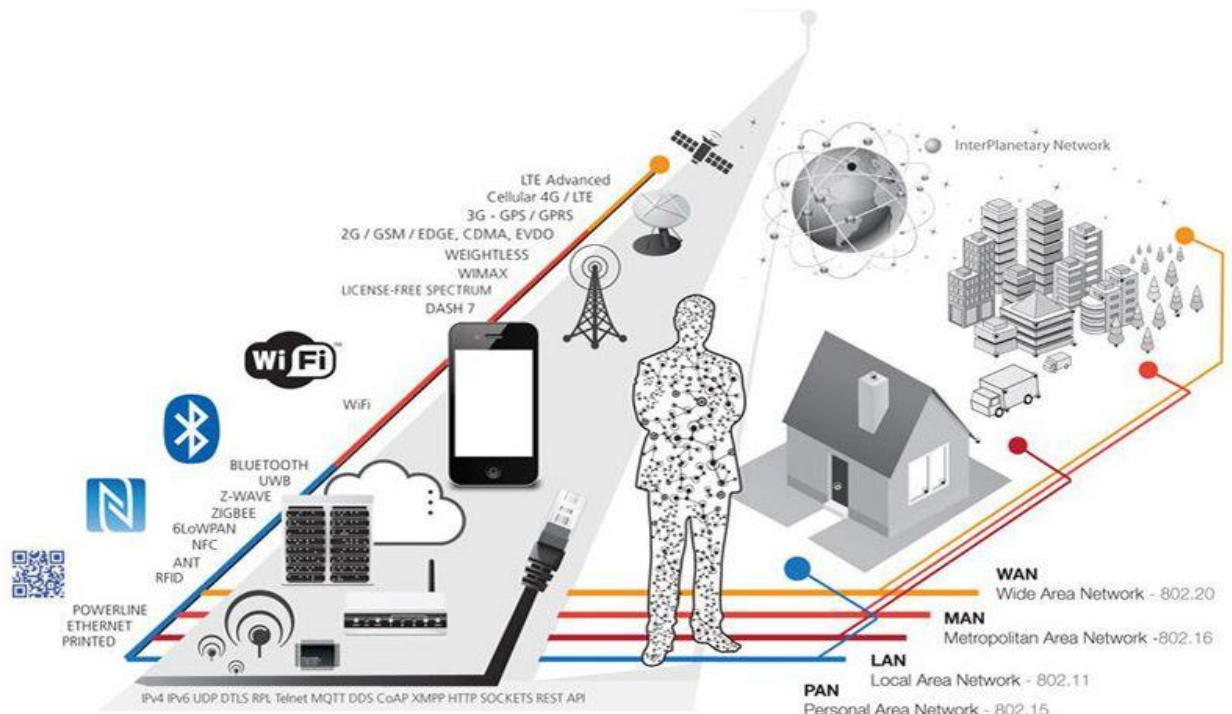 InterPlanetary Network
LTE Advanced
Cellular 4G / LTE
3G - GPS / GPRS
2G / GSM / EDGE, CDMA, EVDO
WEIGHTLESS
WIMAX
LICENSE-FREE SPECTRUM
DASH 7
WiFi™
WiFi
BLUETOOTH
UWB
Z-WAVE
ZIGBEE
6LoWPAN
NFC
ANT
RFID
POWERLINE
ETHERNET
PRINTED
IPv4 IPv6 UDP DTLS RPL Telnet MQTT DDS CoAP XMPP HTTP SOCKETS REST API
WAN
Wide Area Network - 802.20
MAN
Metropolitan Area Network -802.16
LAN
Local Area Network - 802.11
PAN
Personal Area Network - 802.15